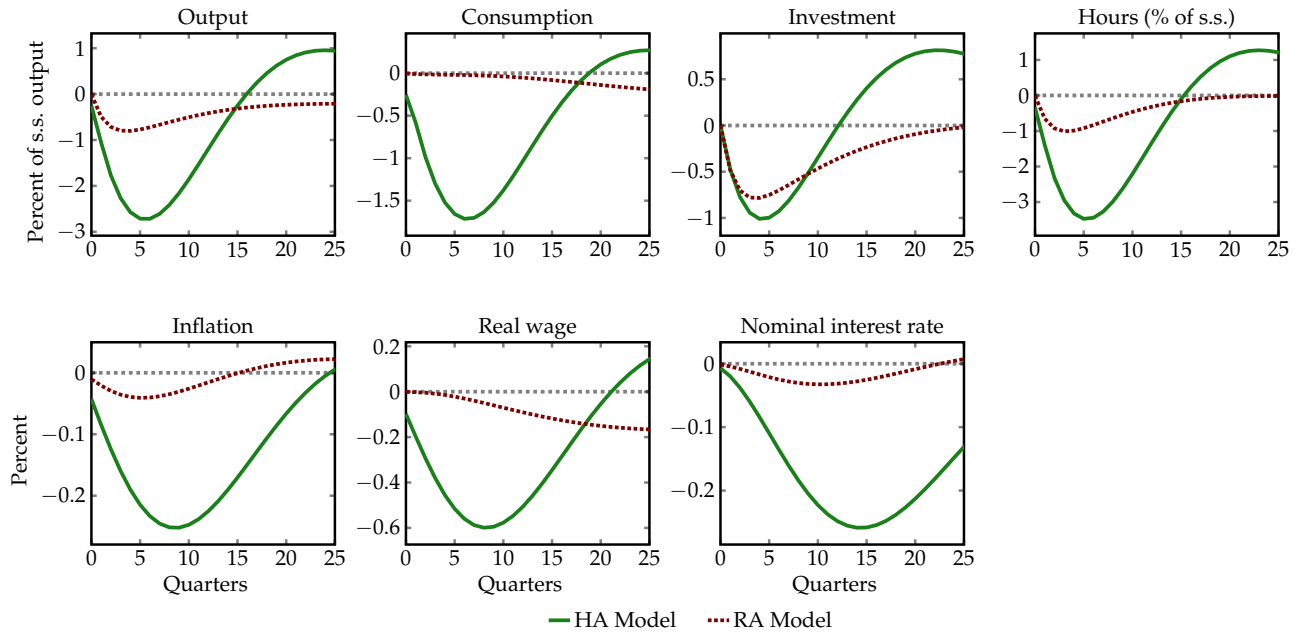 Output
Consumption
Investment
Hours (% of s.s.)
Percent of s.s. output
1
0
−1
−2
−3
0 5 10 15 20 25
0
−0.5
−1
−1.5
0 5 10 15 20 25
0.5
0
−0.5
−1
0 5 10 15 20 25
1
0
−1
−2
−3
0 5 10 15 20 25
Inflation
Real wage
Nominal interest rate
Percent
0
−0.1
−0.2
0 5 10 15 20 25
Quarters
0.2
0
−0.2
−0.4
−0.6
0 5 10 15 20 25
Quarters
0
−0.1
−0.2
0 5 10 15 20 25
Quarters
HA Model RA Model